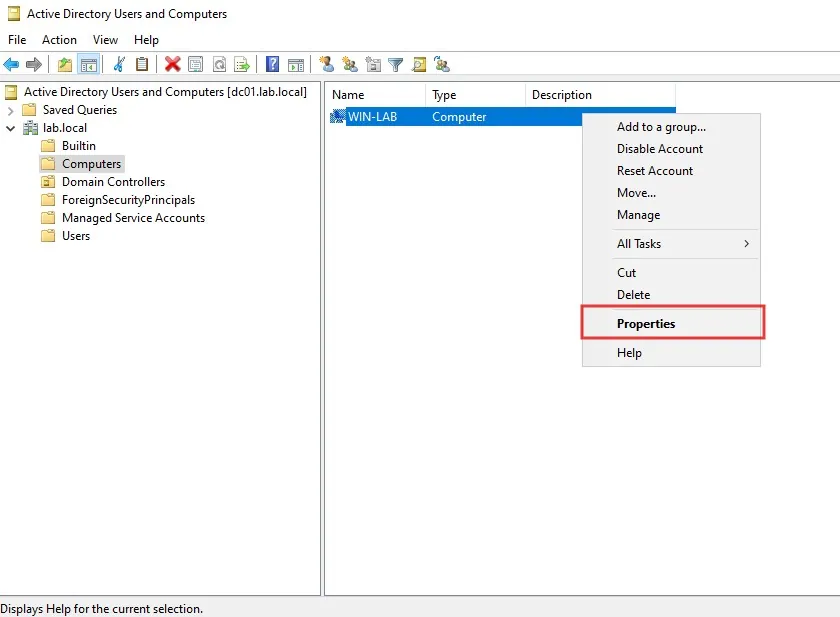 Active Directory Users and Computers
File Action View Help
Active Directory Users and Computers [dc01.lab.local]
Saved Queries
lab.local
Builtin
Computers
Domain Controllers
ForeignSecurityPrincipals
Managed Service Accounts
Users
Name Type Description
WIN-LAB Computer
Add to a group...
Disable Account
Reset Account
Move...
Manage
All Tasks
Cut
Delete
Properties
Help
Displays Help for the current selection.